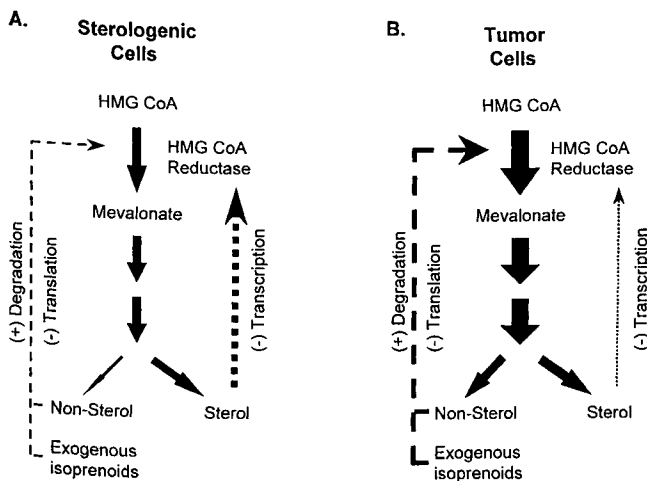 A.
Sterologenic
Cells
HMG CoA
HMG CoA
Reductase
Mevalonate
(+) Degradation
(-) Translation
(-) Transcription
Non-Sterol
Sterol
Exogenous
isoprenoids
B.
Tumor
Cells
HMG CoA
HMG CoA
Reductase
Mevalonate
(+) Degradation
(-) Translation
(-) Transcription
Non-Sterol
Sterol
Exogenous
isoprenoids